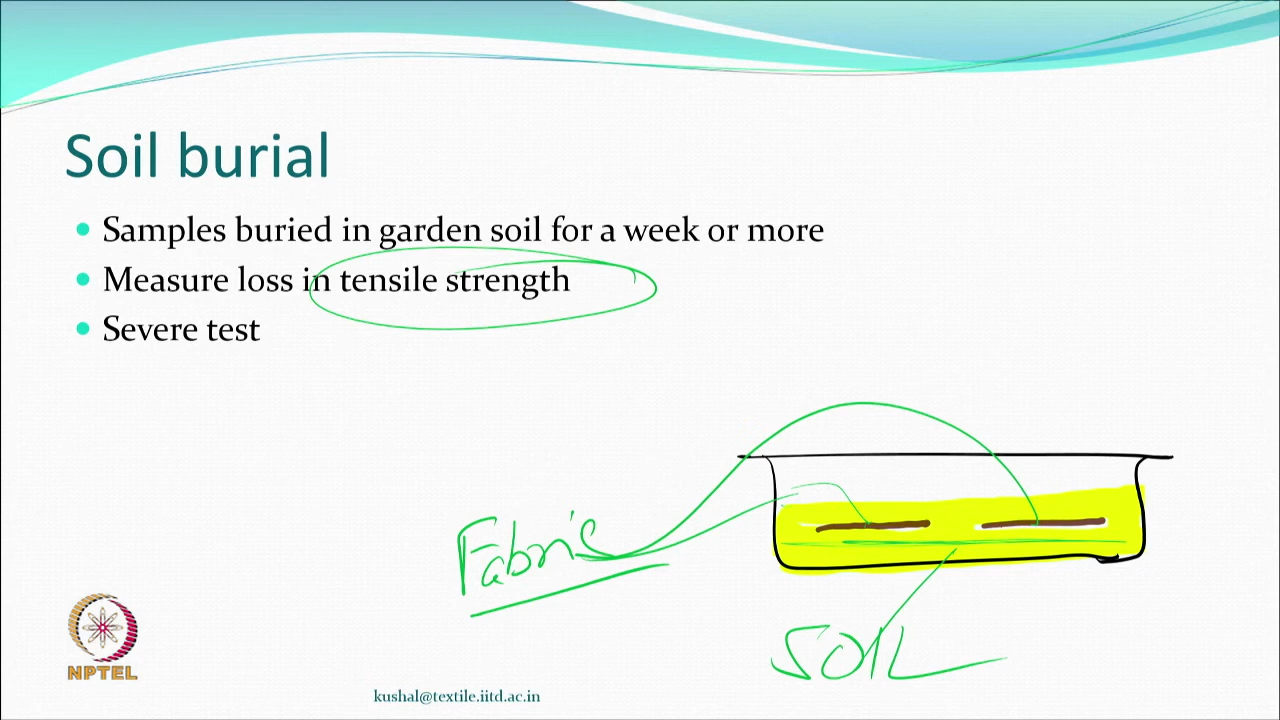 Soil burial
Samples buried in garden soil for a week or more
Measure loss in tensile strength
Severe test
Fabric
SOIL
NPTEL
kushal@textile.iitd.ac.in